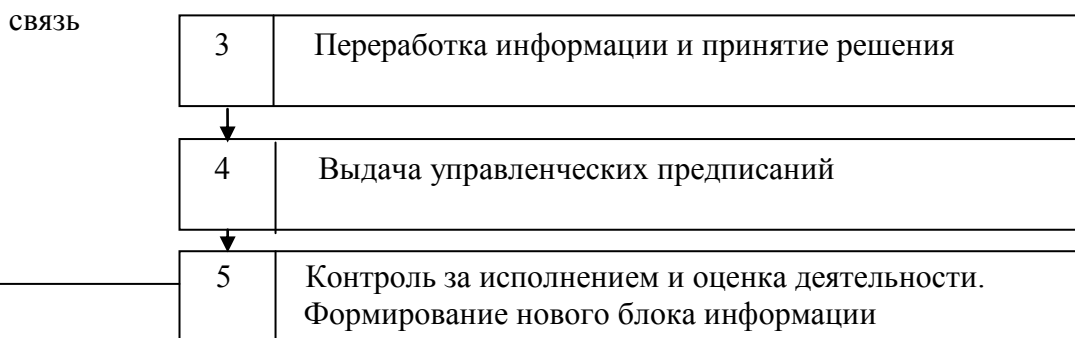 связь
3 Переработка информации и принятие решения
4 Выдача управленческих предписаний
5 Контроль за исполнением и оценка деятельности.
Формирование нового блока информации